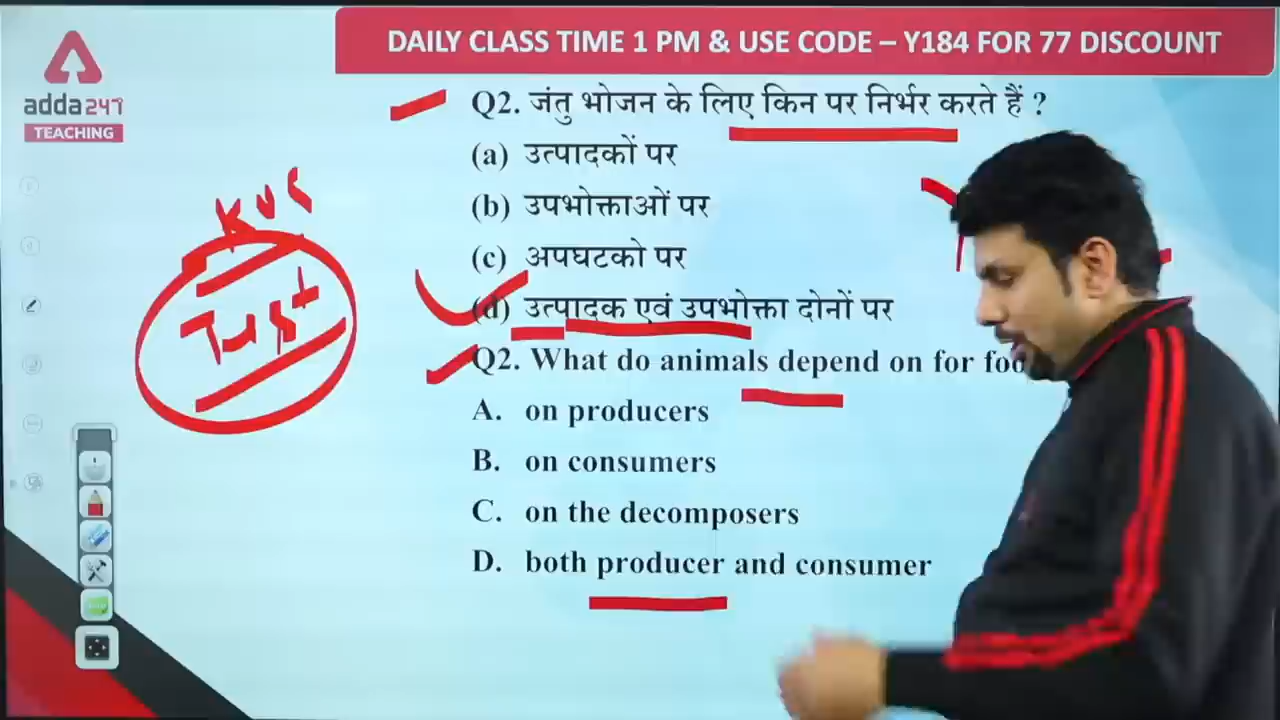 DAILY CLASS TIME 1 PM & USE CODE – Y184 FOR 77 DISCOUNT
adda247
TEACHING
Q2. जंतु भोजन के लिए किन पर निर्भर करते हैं ?
(a) उत्पादकों पर
(b) उपभोक्ताओं पर
(c) अपघटको पर
(d) उत्पादक एवं उपभोक्ता दोनों पर
Q2. What do animals depend on for
A. on producers
B. on consumers
C. on the decomposers
D. both producer and consumer